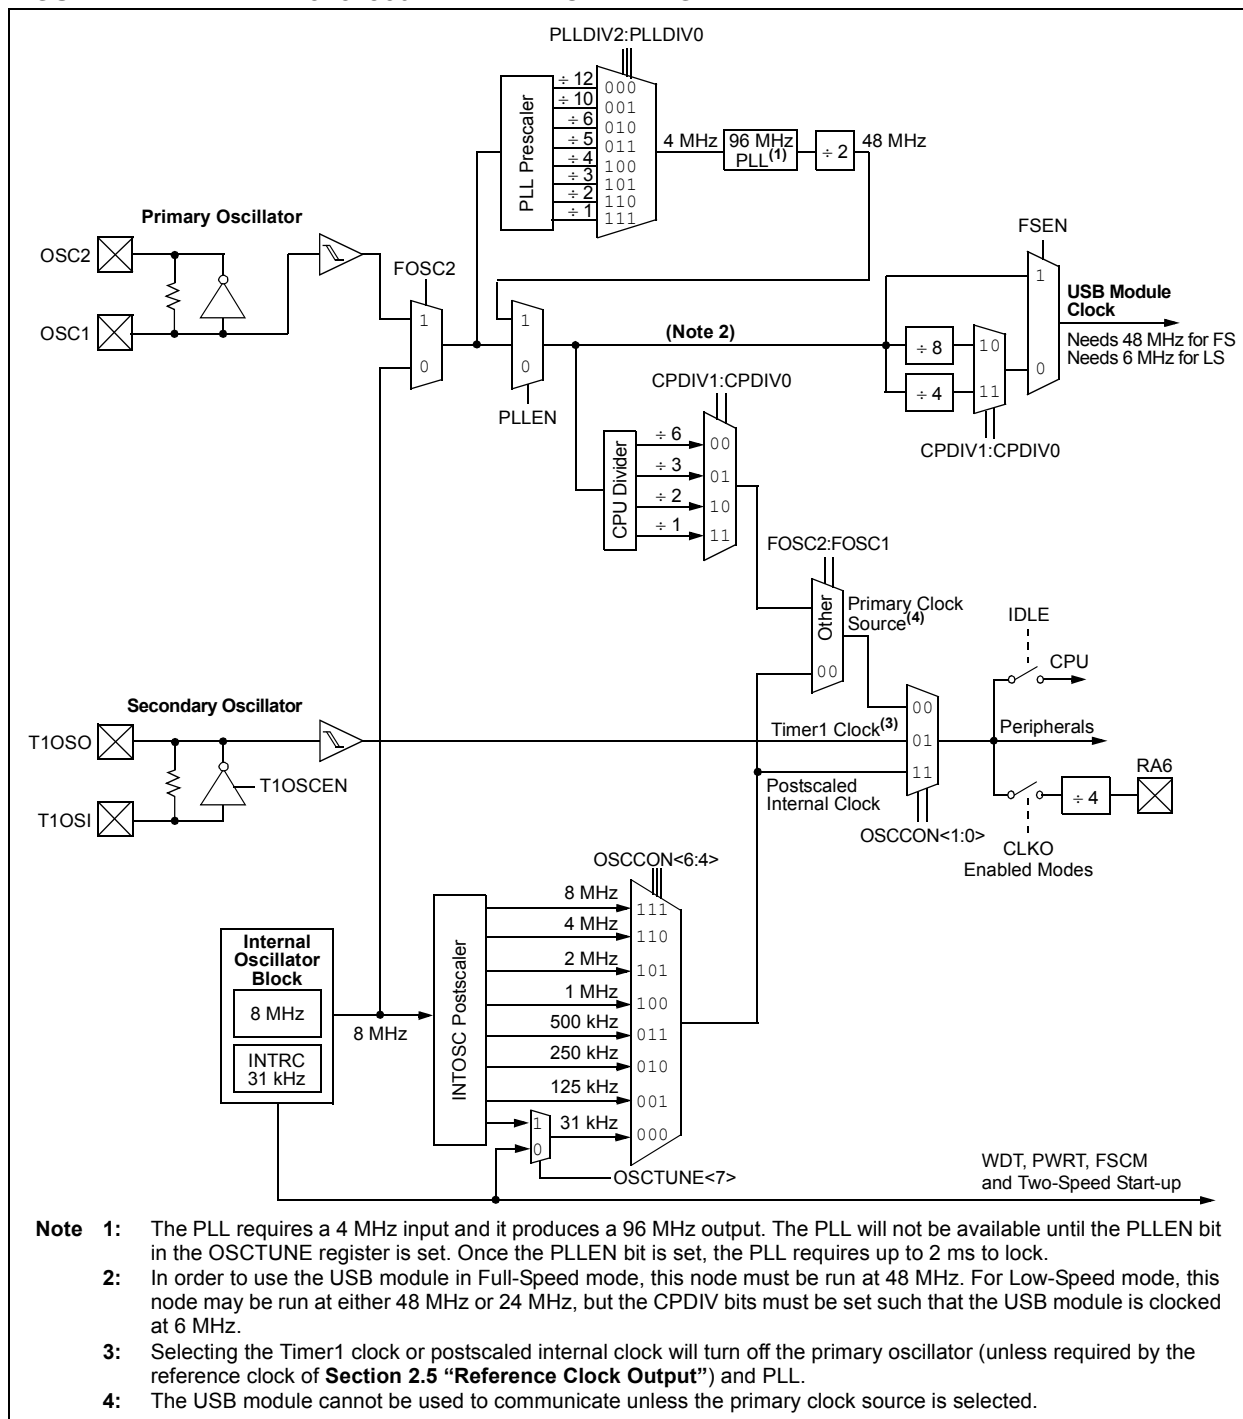 PLLDIV2:PLLDIV0
PLL Prescaler
÷ 12
÷ 10
÷ 6
÷ 5
÷ 4
÷ 3
÷ 2
÷ 1
000
001
010
011
100
101
110
111
4 MHz
96 MHz
PLL(1)
÷ 2
48 MHz
Primary Oscillator
OSC2
OSC1
FOSC2
1
0
1
0
PLLEN
(Note 2)
FSEN
1
0
USB Module
Clock
Needs 48 MHz for FS
Needs 6 MHz for LS
÷ 8
÷ 4
10
11
CPDIV1:CPDIV0
CPDIV1:CPDIV0
CPU Divider
÷ 6
÷ 3
÷ 2
÷ 1
00
01
10
11
FOSC2:FOSC1
Other
00
Primary Clock
Source(4)
IDLE
CPU
Secondary Oscillator
T1OSO
T1OSI
T1OSCEN
Timer1 Clock(3)
00
01
11
Peripherals
RA6
÷ 4
Postscaled
Internal Clock
OSCCON<1:0>
CLKO
Enabled Modes
OSCCON<6:4>
Internal
Oscillator
Block
8 MHz
INTRC
31 kHz
8 MHz
INTOSC Postscaler
8 MHz
4 MHz
2 MHz
1 MHz
500 kHz
250 kHz
125 kHz
31 kHz
111
110
101
100
011
010
001
000
1
0
OSCTUNE<7>
WDT, PWRT, FSCM
and Two-Speed Start-up
Note 1: The PLL requires a 4 MHz input and it produces a 96 MHz output. The PLL will not be available until the PLLEN bit
in the OSCTUNE register is set. Once the PLLEN bit is set, the PLL requires up to 2 ms to lock.
2: In order to use the USB module in Full-Speed mode, this node must be run at 48 MHz. For Low-Speed mode, this
node may be run at either 48 MHz or 24 MHz, but the CPDIV bits must be set such that the USB module is clocked
at 6 MHz.
3: Selecting the Timer1 clock or postscaled internal clock will turn off the primary oscillator (unless required by the
reference clock of Section 2.5 “Reference Clock Output”) and PLL.
4: The USB module cannot be used to communicate unless the primary clock source is selected.